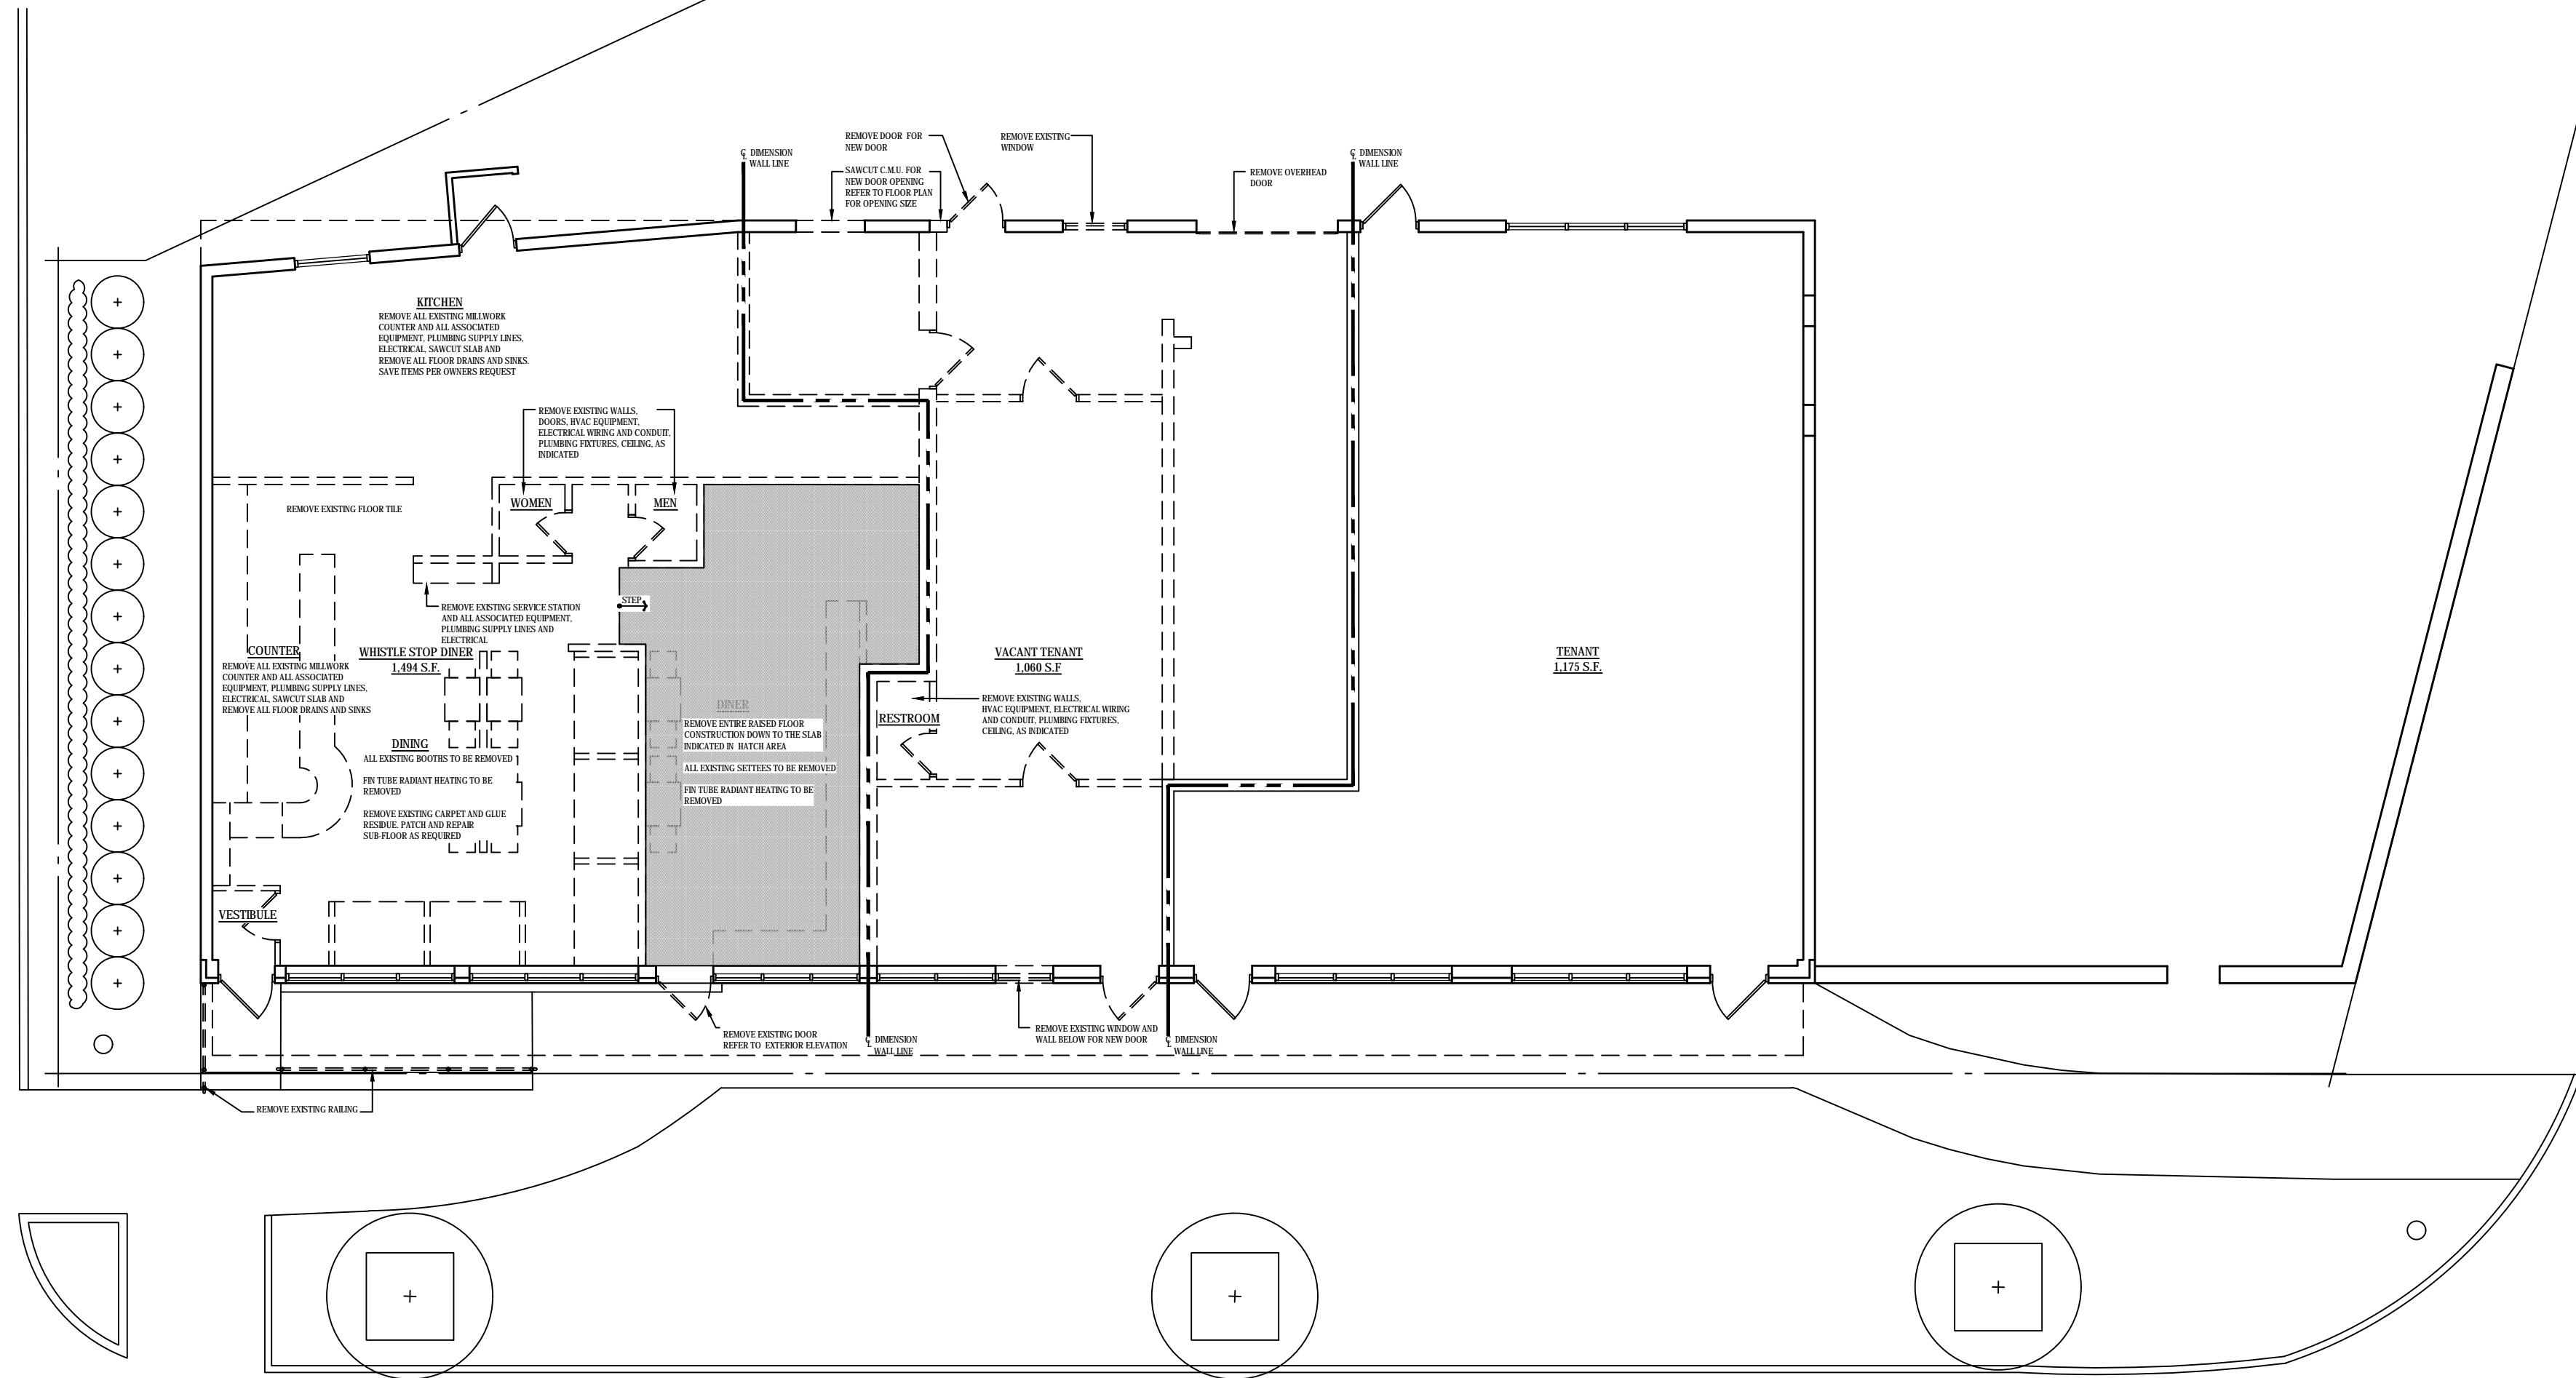 REMOVE DOOR FOR
NEW DOOR
REMOVE EXISTING
WINDOW
℄ DIMENSION
WALL LINE
SAWCUT C.M.U. FOR
NEW DOOR OPENING
REFER TO FLOOR PLAN
FOR OPENING SIZE
REMOVE OVERHEAD
DOOR
℄ DIMENSION
WALL LINE
KITCHEN
REMOVE ALL EXISTING MILLWORK
COUNTER AND ALL ASSOCIATED
EQUIPMENT, PLUMBING SUPPLY LINES,
ELECTRICAL, SAWCUT SLAB AND
REMOVE ALL FLOOR DRAINS AND SINKS.
SAVE ITEMS PER OWNERS REQUEST
REMOVE EXISTING WALLS,
DOORS, HVAC EQUIPMENT,
ELECTRICAL WIRING AND CONDUIT,
PLUMBING FIXTURES, CEILING, AS
INDICATED
WOMEN
MEN
REMOVE EXISTING FLOOR TILE
STEP
REMOVE EXISTING SERVICE STATION
AND ALL ASSOCIATED EQUIPMENT,
PLUMBING SUPPLY LINES AND
ELECTRICAL
COUNTER
REMOVE ALL EXISTING MILLWORK
COUNTER AND ALL ASSOCIATED
EQUIPMENT, PLUMBING SUPPLY LINES,
ELECTRICAL, SAWCUT SLAB AND
REMOVE ALL FLOOR DRAINS AND SINKS
WHISTLE STOP DINER
1,494 S.F.
VACANT TENANT
1,060 S.F
TENANT
1,175 S.F.
DINER
REMOVE ENTIRE RAISED FLOOR
CONSTRUCTION DOWN TO THE SLAB
INDICATED IN HATCH AREA
ALL EXISTING SETTEES TO BE REMOVED
FIN TUBE RADIANT HEATING TO BE
REMOVED
RESTROOM
REMOVE EXISTING WALLS,
HVAC EQUIPMENT, ELECTRICAL WIRING
AND CONDUIT, PLUMBING FIXTURES,
CEILING, AS INDICATED
DINING
ALL EXISTING BOOTHS TO BE REMOVED
FIN TUBE RADIANT HEATING TO BE
REMOVED
REMOVE EXISTING CARPET AND GLUE
RESIDUE. PATCH AND REPAIR
SUB-FLOOR AS REQUIRED
VESTIBULE
REMOVE EXISTING DOOR
REFER TO EXTERIOR ELEVATION
℄ DIMENSION
WALL LINE
REMOVE EXISTING WINDOW AND
WALL BELOW FOR NEW DOOR
℄ DIMENSION
WALL LINE
REMOVE EXISTING RAILING